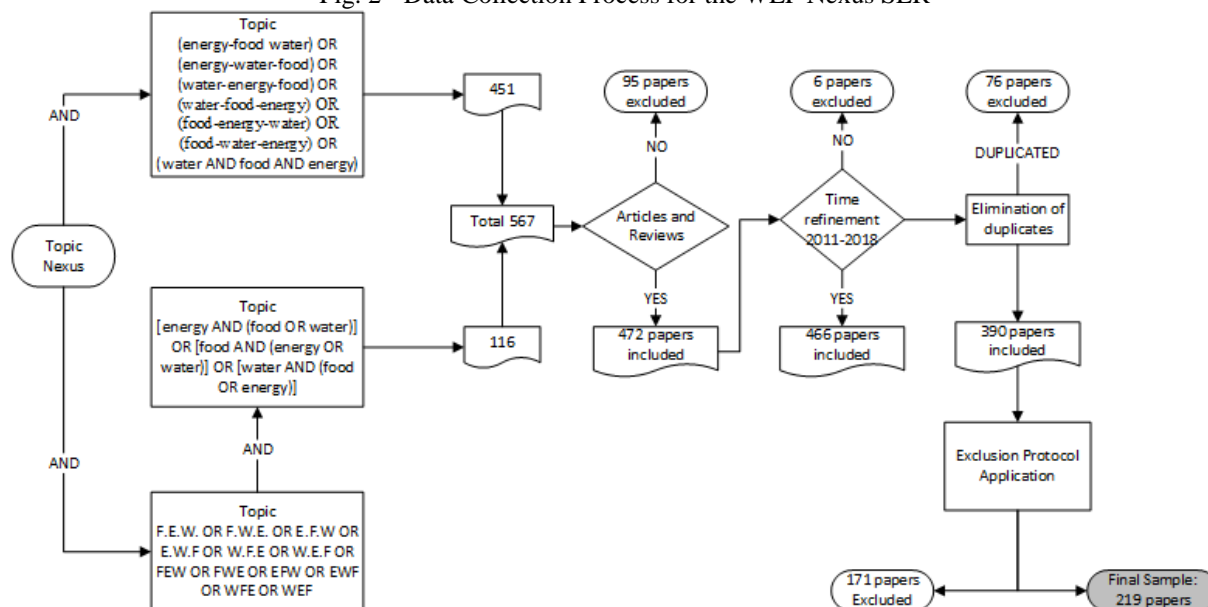 Fig. 2 - Data Collection Process for the WEF Nexus SLR
Topic
(energy-food water) OR
(energy-water-food) OR
(water-energy-food) OR
(water-food-energy) OR
(food-energy-water) OR
(food-water-energy) OR
(water AND food AND energy)
AND
451
95 papers
excluded
6 papers
excluded
76 papers
excluded
NO
NO
DUPLICATED
Topic
Nexus
Total 567
Articles and
Reviews
Time
refinement
2011-2018
Elimination of
duplicates
YES
YES
Topic
[energy AND (food OR water)]
OR [food AND (energy OR
water)] OR [water AND (food
OR energy)]
116
472 papers
included
466 papers
included
390 papers
included
AND
AND
Exclusion Protocol
Application
Topic
F.E.W. OR F.W.E. OR E.F.W OR
E.W.F OR W.F.E OR W.E.F OR
FEW OR FWE OR EFW OR EWF
OR WFE OR WEF
171 papers
Excluded
Final Sample:
219 papers